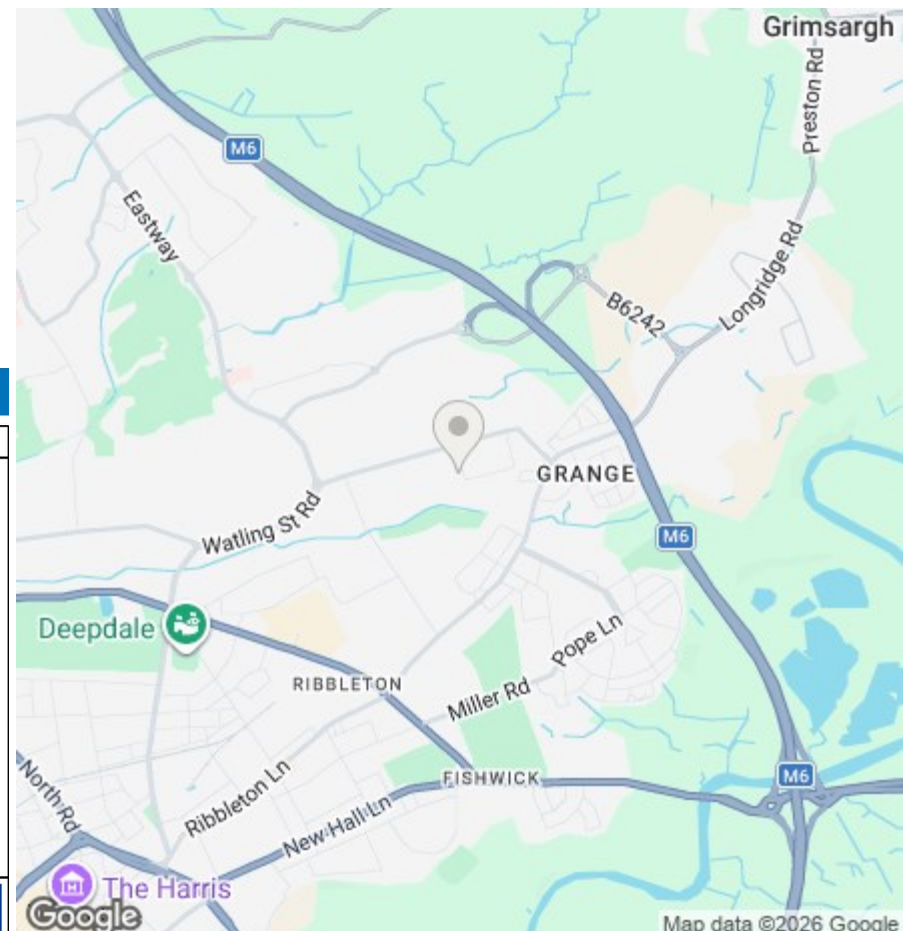 Grimsargh
Preston Rd
M6
Eastway
Longridge Rd
B6242
GRANGE
Watling St Rd
M6
Deepdale
Pope Ln
RIBBLETON
Miller Rd
FISHWICK
M6
North Rd
Ribbleton Ln
New Hall Ln
The Harris
Google
Map data ©2026 Google